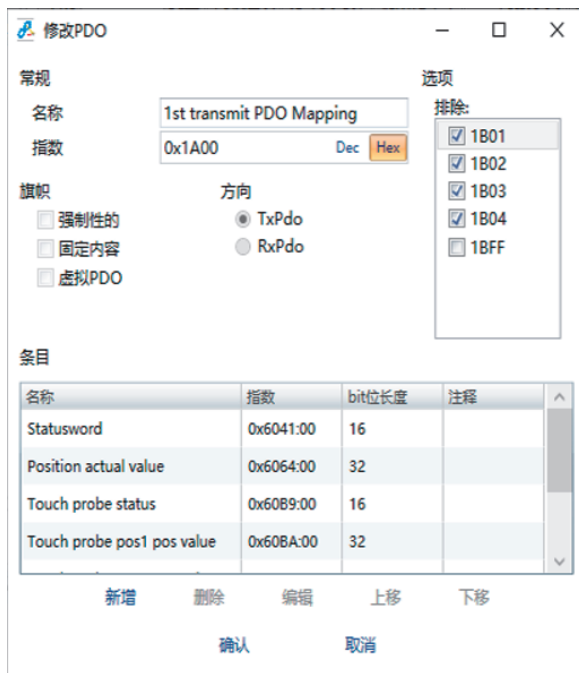 修改PDO
常规
选项
名称
1st transmit PDO Mapping
排除:
指数
0x1A00
Dec
Hex
1B01
1B02
1B03
1B04
1BFF
旗帜
方向
强制性的
TxPdo
固定内容
RxPdo
虚拟PDO
条目
名称 指数 bit位长度 注释
Statusword 0x6041:00 16
Position actual value 0x6064:00 32
Touch probe status 0x60B9:00 16
Touch probe pos1 pos value 0x60BA:00 32
新增 删除 编辑 上移 下移
确认 取消